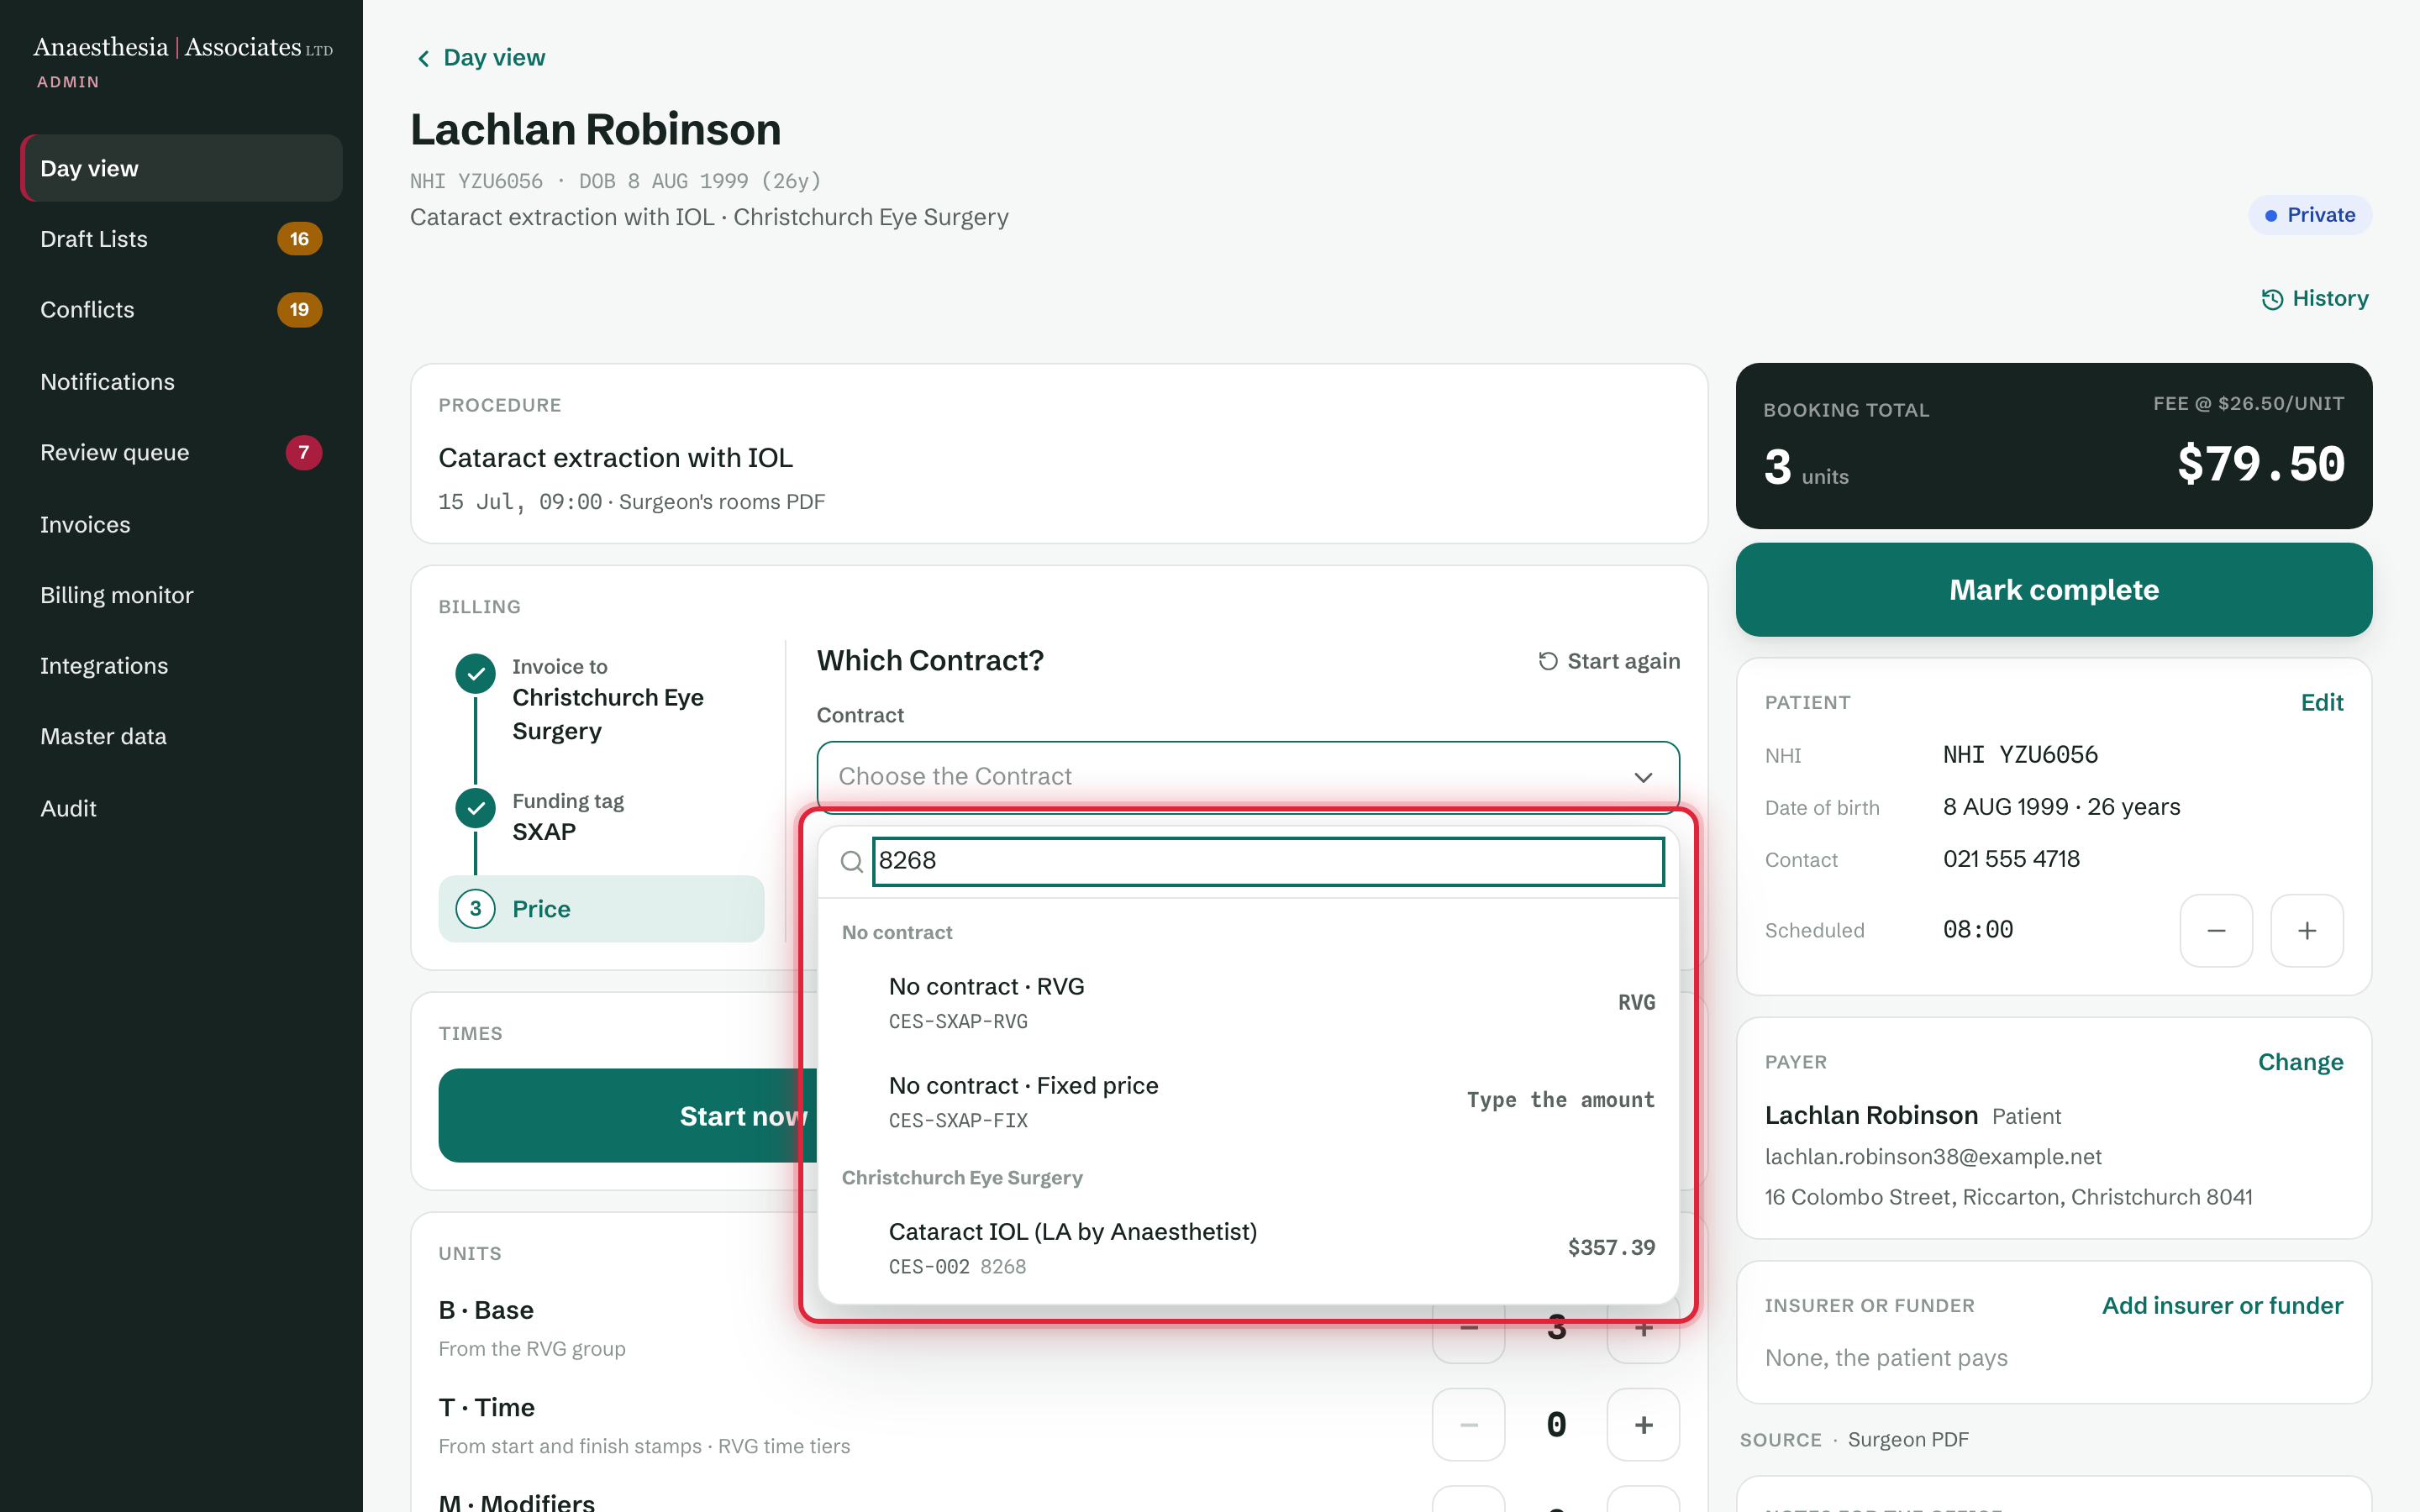 Anaesthesia | Associates LTD
ADMIN
Day view
Draft Lists 16
Conflicts 19
Notifications
Review queue 7
Invoices
Billing monitor
Integrations
Master data
Audit
Day view
Lachlan Robinson
NHI YZU6056 · DOB 8 AUG 1999 (26y)
Cataract extraction with IOL · Christchurch Eye Surgery
Private
History
PROCEDURE
Cataract extraction with IOL
15 Jul, 09:00 · Surgeon's rooms PDF
BILLING
Invoice to
Christchurch Eye
Surgery
Funding tag
SXAP
3 Price
Which Contract?
Start again
Contract
Choose the Contract
8268
No contract
No contract · RVG
CES-SXAP-RVG
RVG
No contract · Fixed price
CES-SXAP-FIX
Type the amount
Christchurch Eye Surgery
Cataract IOL (LA by Anaesthetist)
CES-002 8268
$357.39
TIMES
Start now
UNITS
B · Base
From the RVG group
− 3 +
T · Time
From start and finish stamps · RVG time tiers
− 0 +
M · Modifiers
BOOKING TOTAL
FEE @ $26.50/UNIT
3 units
$79.50
Mark complete
PATIENT
Edit
NHI
NHI YZU6056
Date of birth
8 AUG 1999 · 26 years
Contact
021 555 4718
Scheduled
08:00
− +
PAYER
Change
Lachlan Robinson Patient
lachlan.robinson38@example.net
16 Colombo Street, Riccarton, Christchurch 8041
INSURER OR FUNDER
Add insurer or funder
None, the patient pays
SOURCE · Surgeon PDF